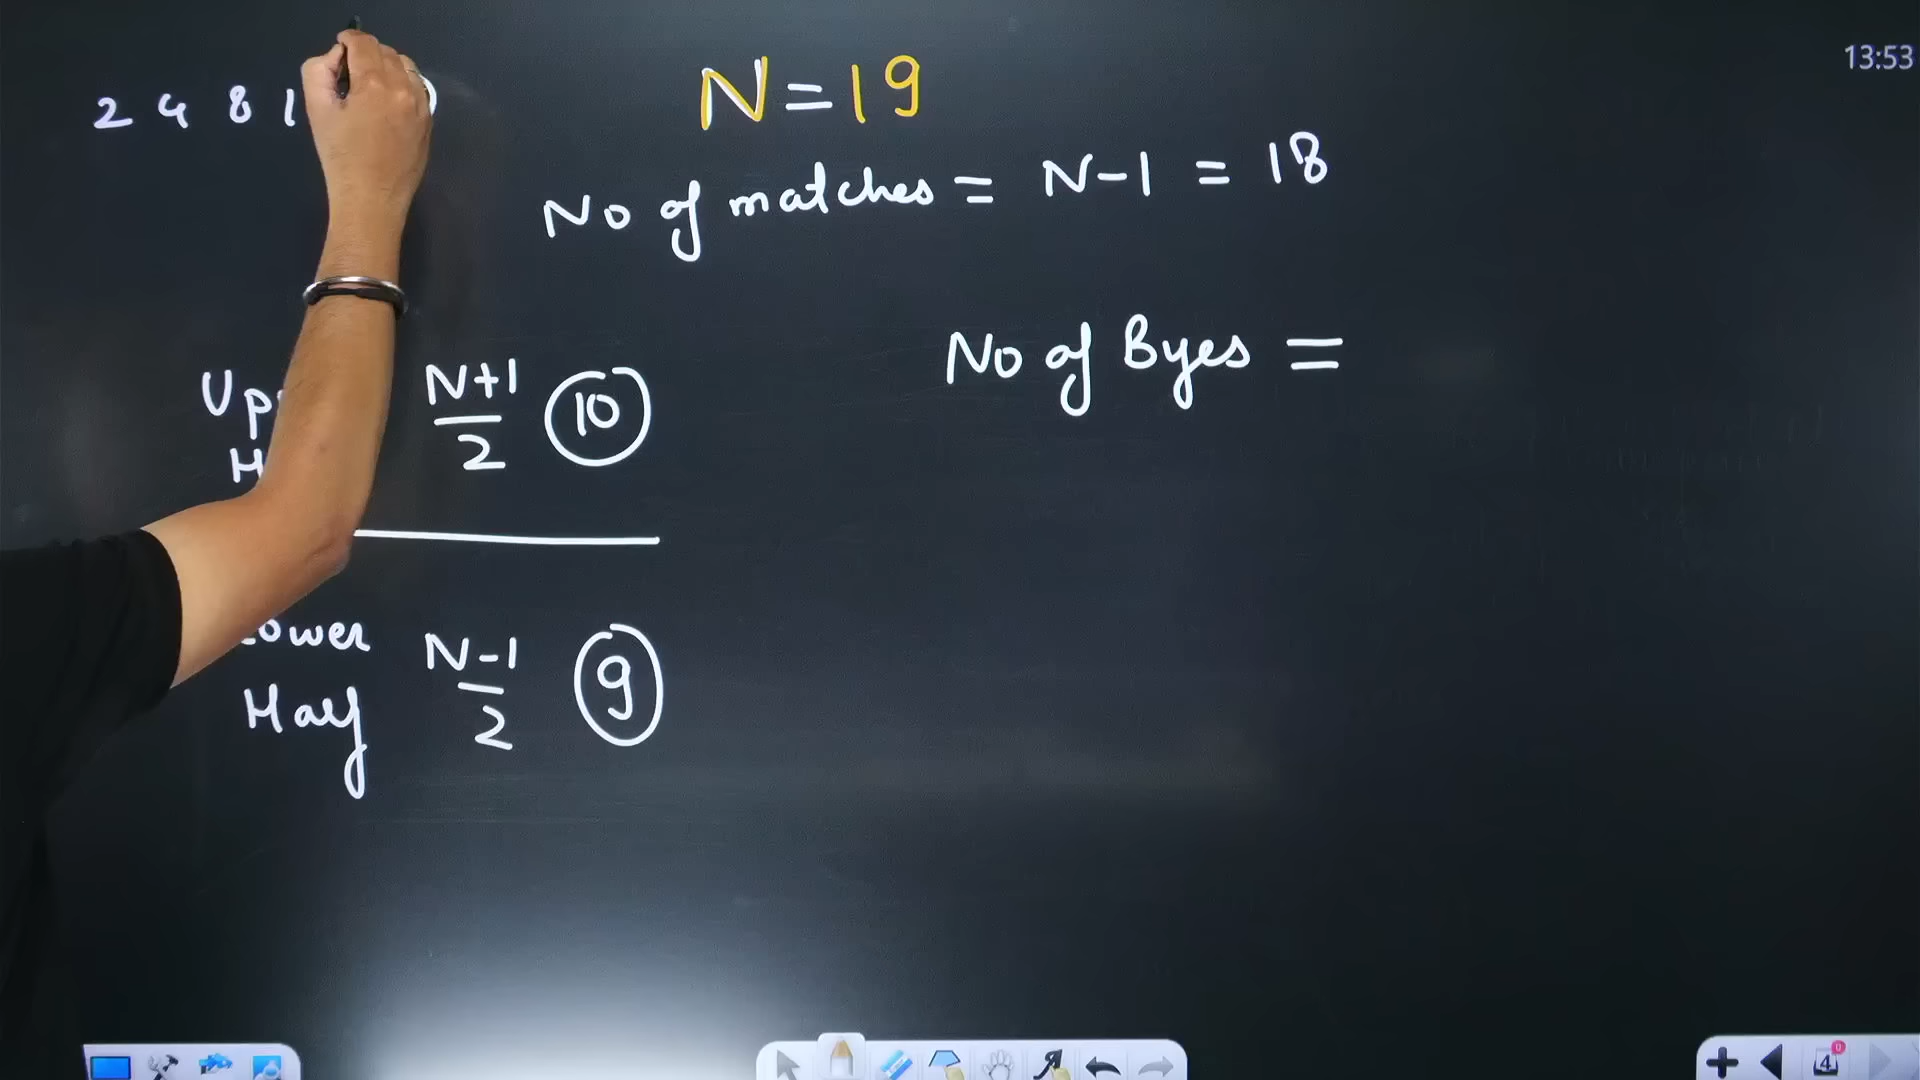 13:53
2 4 8 1
N = 19
No of matches = N-1 = 18
No of Byes =
N+1
2
10
Lower
Half
N-1
2
9
4